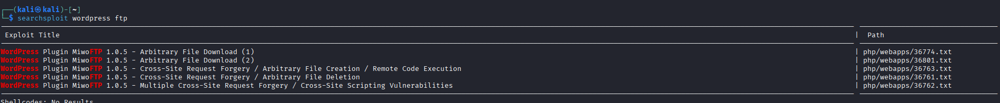 ┌──(kali㉿kali)-[~]
└─$ searchsploit wordpress ftp
Exploit Title | Path
WordPress Plugin MiwoFTP 1.0.5 - Arbitrary File Download (1) | php/webapps/36774.txt
WordPress Plugin MiwoFTP 1.0.5 - Arbitrary File Download (2) | php/webapps/36801.txt
WordPress Plugin MiwoFTP 1.0.5 - Cross-Site Request Forgery / Arbitrary File Creation / Remote Code Execution | php/webapps/36763.txt
WordPress Plugin MiwoFTP 1.0.5 - Cross-Site Request Forgery / Arbitrary File Deletion | php/webapps/36761.txt
WordPress Plugin MiwoFTP 1.0.5 - Multiple Cross-Site Request Forgery / Cross-Site Scripting Vulnerabilities | php/webapps/36762.txt
Shellcodes: No Results